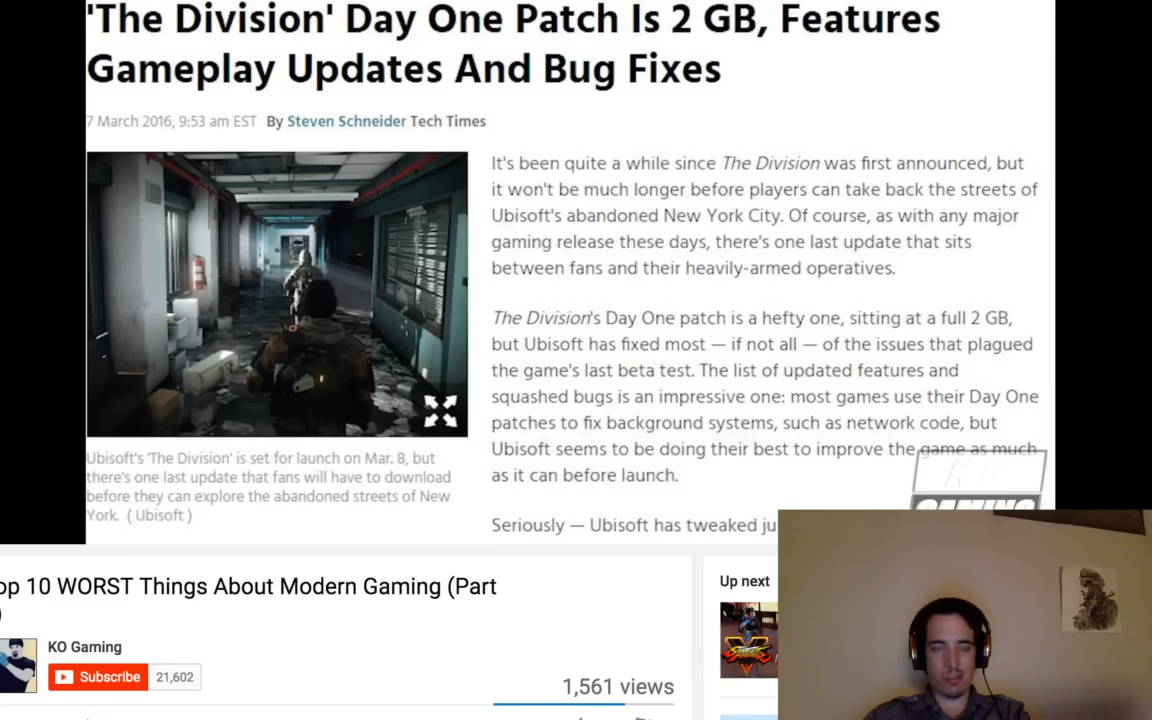 'The Division' Day One Patch Is 2 GB, Features
Gameplay Updates And Bug Fixes
7 March 2016, 9:53 am EST By Steven Schneider Tech Times
It's been quite a while since The Division was first announced, but
it won't be much longer before players can take back the streets of
Ubisoft's abandoned New York City. Of course, as with any major
gaming release these days, there's one last update that sits
between fans and their heavily-armed operatives.
The Division's Day One patch is a hefty one, sitting at a full 2 GB,
but Ubisoft has fixed most — if not all — of the issues that plagued
the game's last beta test. The list of updated features and
squashed bugs is an impressive one: most games use their Day One
patches to fix background systems, such as network code, but
Ubisoft seems to be doing their best to improve the game as much
as it can before launch.
Seriously — Ubisoft has tweaked ju
Ubisoft's 'The Division' is set for launch on Mar. 8, but
there's one last update that fans will have to download
before they can explore the abandoned streets of New
York. ( Ubisoft )
KO
GAMING
op 10 WORST Things About Modern Gaming (Part
)
KO Gaming
Subscribe 21,602
1,561 views
Up next